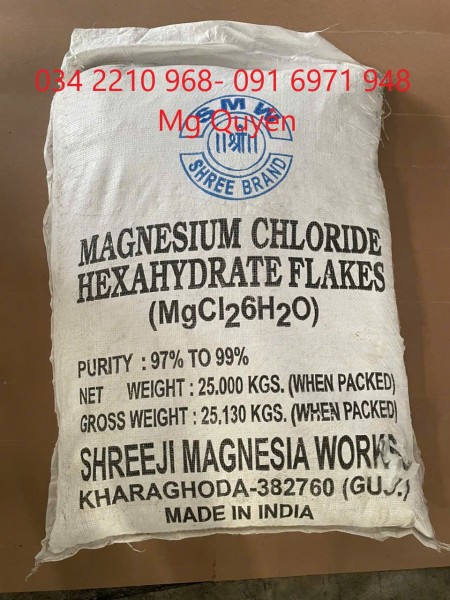 034 2210 968- 091 6971 948
Mg Quyên
SMW
॥श्री॥
SHREE BRAND
MAGNESIUM CHLORIDE
HEXAHYDRATE FLAKES
(MgCl26H2O)
PURITY : 97% TO 99%
NET WEIGHT : 25.000 KGS. (WHEN PACKED)
GROSS WEIGHT : 25.130 KGS. (WHEN PACKED)
SHREEJI MAGNESIA WORKS
KHARAGHODA-382760 (GUJ.)
MADE IN INDIA